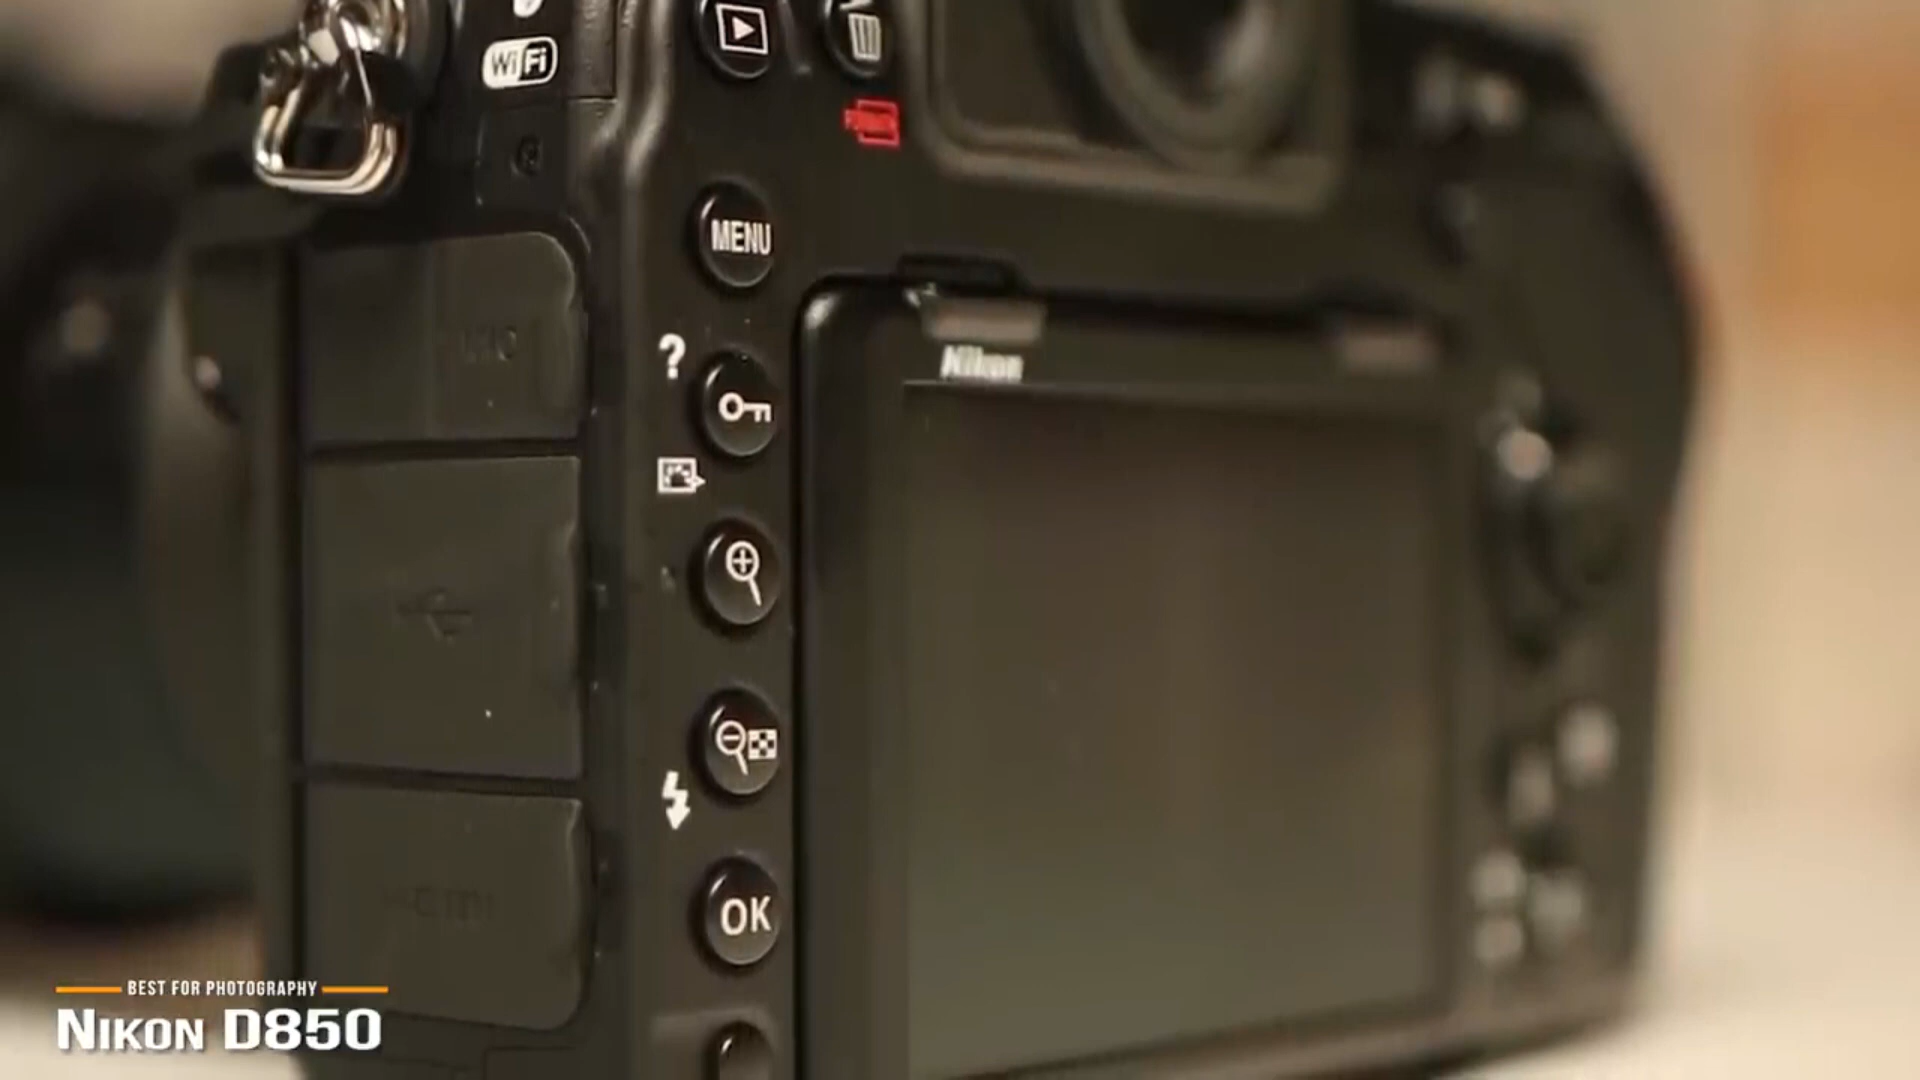 WiFi
MENU
Nikon
?
OK
BEST FOR PHOTOGRAPHY
NIKON D850